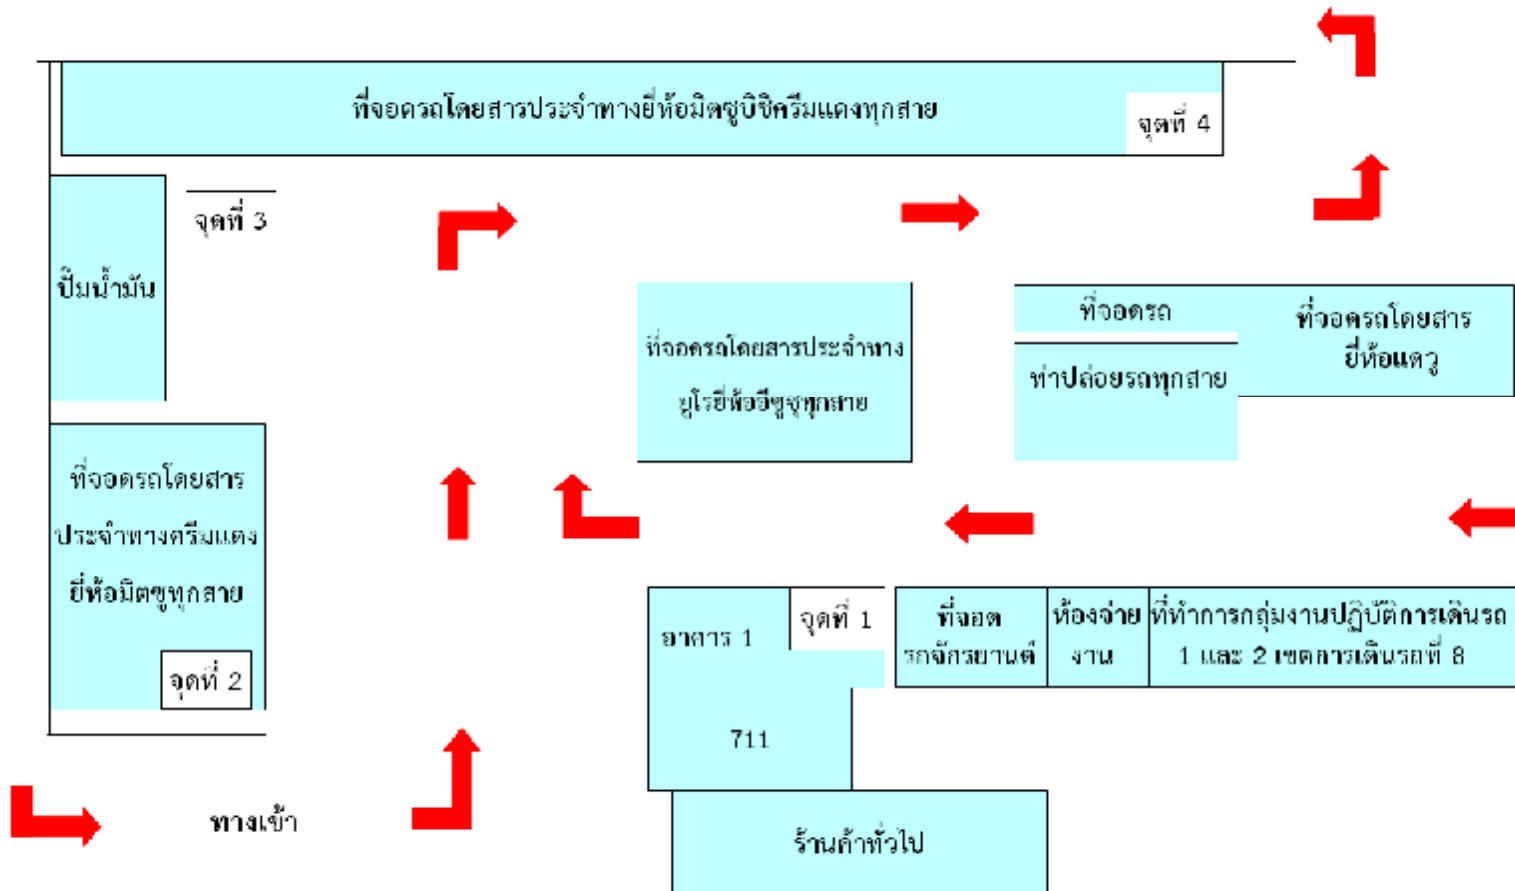 ที่จอดรถโดยสารประจำทางยี่ห้อมิตซูบิชิครีมแดงทุกสาย
จุดที่ 4
จุดที่ 3
ปั๊มน้ำมัน
ที่จอดรถโดยสารประจำทาง
ยูโรยี่ห้ออีซูซุทุกสาย
ที่จอดรถ
ท่าปล่อยรถทุกสาย
ที่จอดรถโดยสาร
ยี่ห้อแดวู
ที่จอดรถโดยสาร
ประจำทางครีมแดง
ยี่ห้อมิตซูทุกสาย
จุดที่ 2
อาคาร 1
จุดที่ 1
ที่จอด
รถจักรยานต์
ห้องจ่าย
งาน
ที่ทำการกลุ่มงานปฏิบัติการเดินรถ
1 และ 2 เขตการเดินรถที่ 8
711
ทางเข้า
ร้านค้าทั่วไป